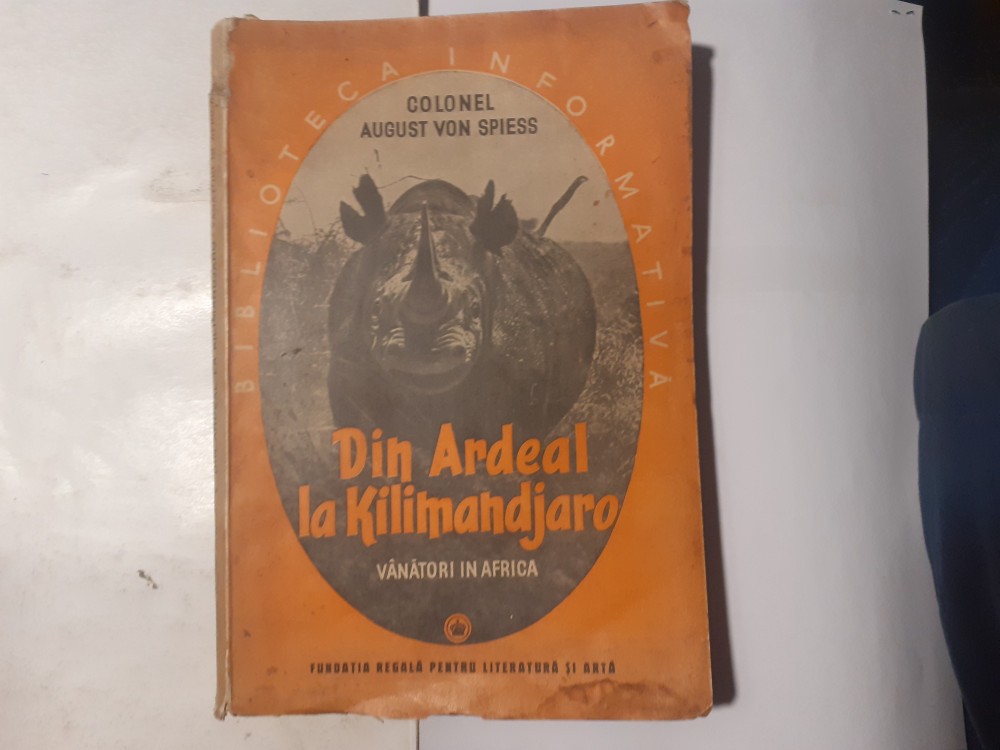 BIBLIOTECA INFORMATIVĂ
COLONEL
AUGUST VON SPIESS
Din Ardeal
la Kilimandjaro
VÂNĂTORI IN AFRICA
FUNDAȚIA REGALĂ PENTRU LITERATURĂ ȘI ARTĂ